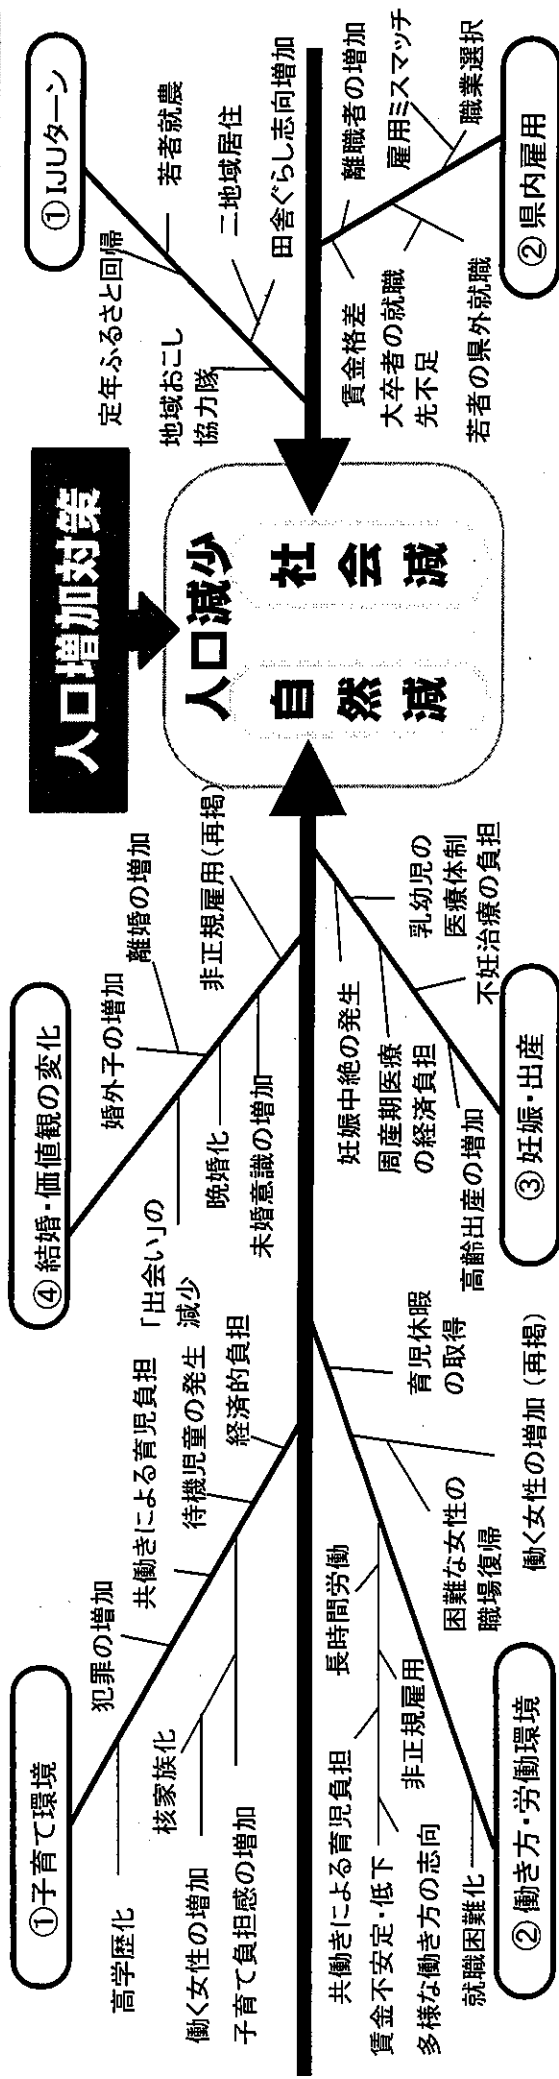 人口増加対策
人口減少
自然減
社会減
①子育て環境
高学歴化
犯罪の増加
共働きによる育児負担
待機児童の発生
経済的負担
核家族化
働く女性の増加
子育て負担感の増加
④結婚・価値観の変化
婚外子の増加
離婚の増加
非正規雇用(再掲)
「出会い」の
減少
晩婚化
未婚意識の増加
②働き方・労働環境
共働きによる育児負担
長時間労働
賃金不安定・低下
非正規雇用
多様な働き方の志向
就職困難化
育児休暇
の取得
困難な女性の
職場復帰
働く女性の増加(再掲)
③妊娠・出産
妊娠中絶の発生
周産期医療
の経済負担
高齢出産の増加
乳幼児の
医療体制
不妊治療の負担
①IJUターン
定年ふるさと回帰
若者就農
地域おこし
協力隊
二地域居住
田舎ぐらし志向増加
②県内雇用
賃金格差
離職者の増加
大卒者の就職
先不足
雇用ミスマッチ
若者の県外就職
職業選択